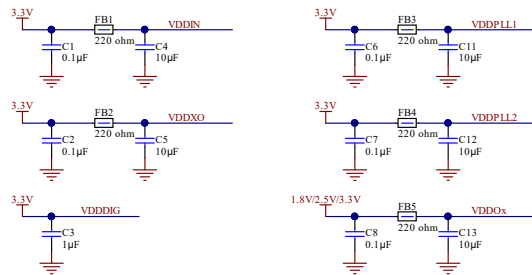 3.3V
FB1
VDDIN
C1
0.1µF
220 ohm
C4
10µF
3.3V
FB3
VDDPLL1
C6
0.1µF
220 ohm
C11
10µF
3.3V
FB2
VDDXO
C2
0.1µF
220 ohm
C5
10µF
3.3V
FB4
VDDPLL2
C7
0.1µF
220 ohm
C12
10µF
3.3V
VDDDIG
C3
1µF
1.8V/2.5V/3.3V
FB5
VDDOx
C8
0.1µF
220 ohm
C13
10µF